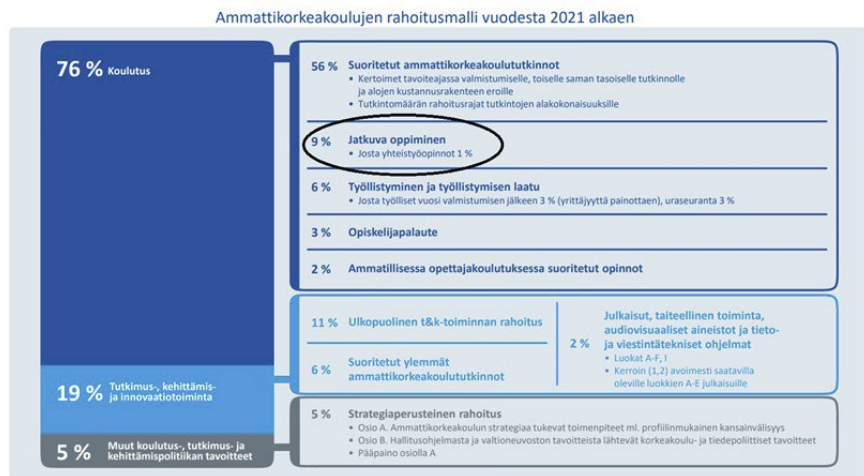 Ammattikorkeakoulujen rahoitusmalli vuodesta 2021 alkaen
76 % Koulutus
56 % Suoritetut ammattikorkeakoulututkinnot
• Kertoimet tavoiteajassa valmistumiselle, toiselle saman tasoiselle tutkinnolle
ja alojen kustannusrakenteen eroille
• Tutkintomäärän rahoitusrajat tutkintojen alakokonaisuuksille
9 % Jatkuva oppiminen
• Josta yhteistyöopinnot 1 %
6 % Työllistyminen ja työllistymisen laatu
• Josta työlliset vuosi valmistumisen jälkeen 3 % (yrittäjyyttä painottaen), uraseuranta 3 %
3 % Opiskelijapalaute
2 % Ammatillisessa opettajakoulutuksessa suoritetut opinnot
19 % Tutkimus-, kehittämis-
ja innovaatiotoiminta
11 % Ulkopuolinen t&k-toiminnan rahoitus
6 % Suoritetut ylemmät
ammattikorkeakoulututkinnot
2 % Julkaisut, taiteellinen toiminta,
audiovisuaaliset aineistot ja tieto-
ja viestintätekniset ohjelmat
• Luokat A-F, I
• Kerroin (1,2) avoimesti saatavilla
oleville luokkien A-E julkaisuille
5 % Muut koulutus-, tutkimus- ja
kehittämispolitiikan tavoitteet
5 % Strategiaperusteinen rahoitus
• Osio A. Ammattikorkeakoulun strategiaa tukevat toimenpiteet ml. profiilinmukainen kansainvälisyys
• Osio B. Hallitusohjelmasta ja valtioneuvoston tavoitteista lähtevät korkeakoulu- ja tiedepoliittiset tavoitteet
• Pääpaino osiolla A